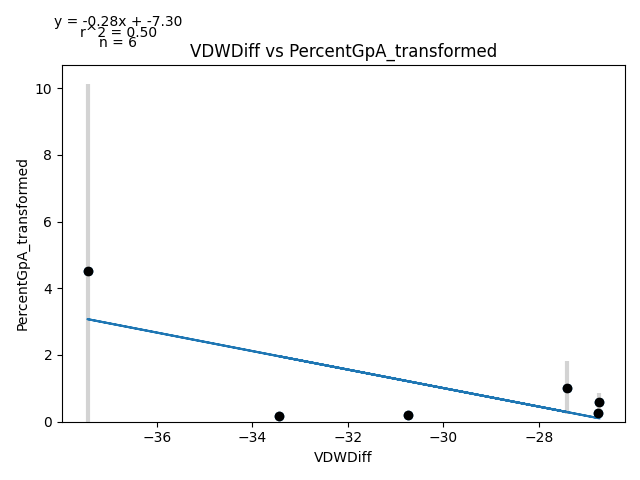 y = -0.28x + -7.30
r^2 = 0.50
n = 6
VDWDiff vs PercentGpA_transformed
10
8
6
4
2
0
PercentGpA_transformed
−36 −34 −32 −30 −28
VDWDiff